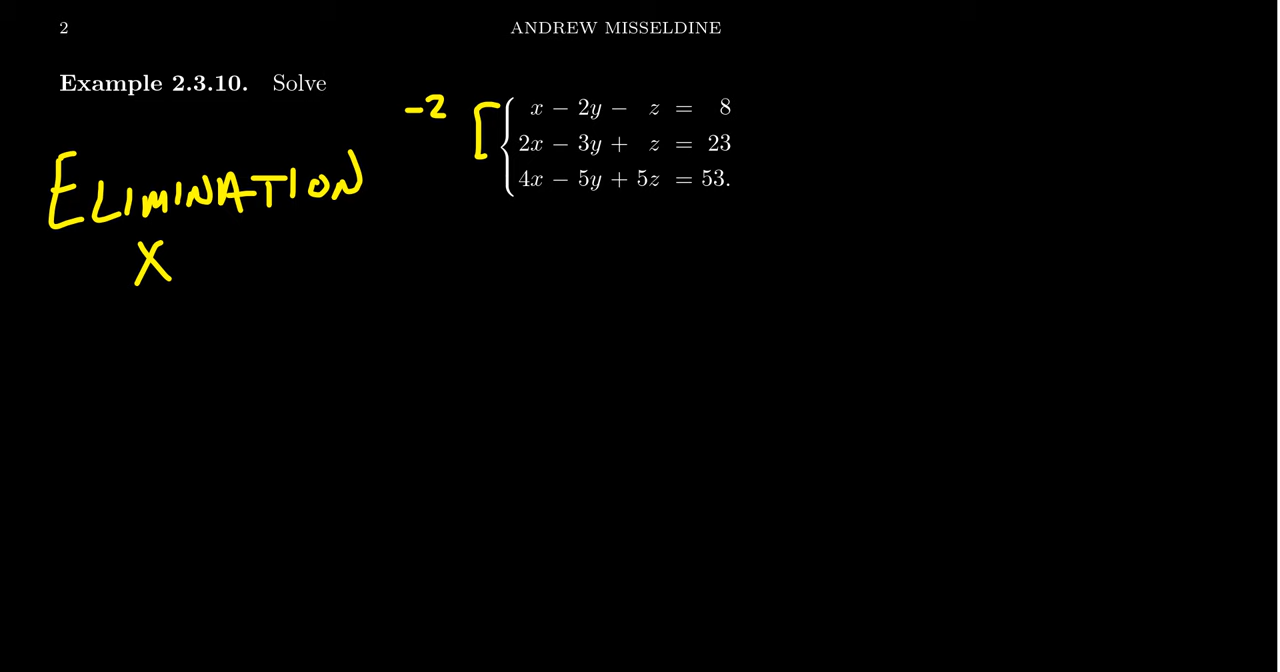 2 ANDREW MISSELDINE
Example 2.3.10. Solve
-2
x − 2y − z = 8
2x − 3y + z = 23
4x − 5y + 5z = 53.
ELIMINATION
X